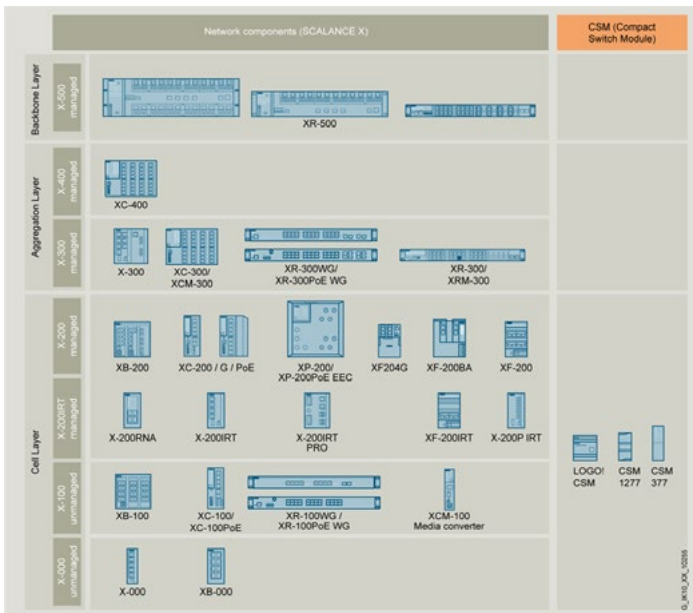 Network components (SCALANCE X)
CSM (Compact
Switch Module)
Backbone Layer
X-500
managed
XR-500
Aggregation Layer
X-400
managed
XC-400
X-300
managed
X-300
XC-300/
XCM-300
XR-300WG/
XR-300PoE WG
XR-300/
XRM-300
Cell Layer
X-200
managed
XB-200
XC-200 / G / PoE
XP-200/
XP-200PoE EEC
XF204G
XF-200BA
XF-200
X-200IRT
managed
X-200RNA
X-200IRT
X-200IRT
PRO
XF-200IRT
X-200P IRT
LOGO!
CSM
CSM
1277
CSM
377
X-100
unmanaged
XB-100
XC-100/
XC-100PoE
XR-100WG /
XR-100PoE WG
XCM-100
Media converter
X-000
unmanaged
X-000
XB-000
G_IK10_XX_10255